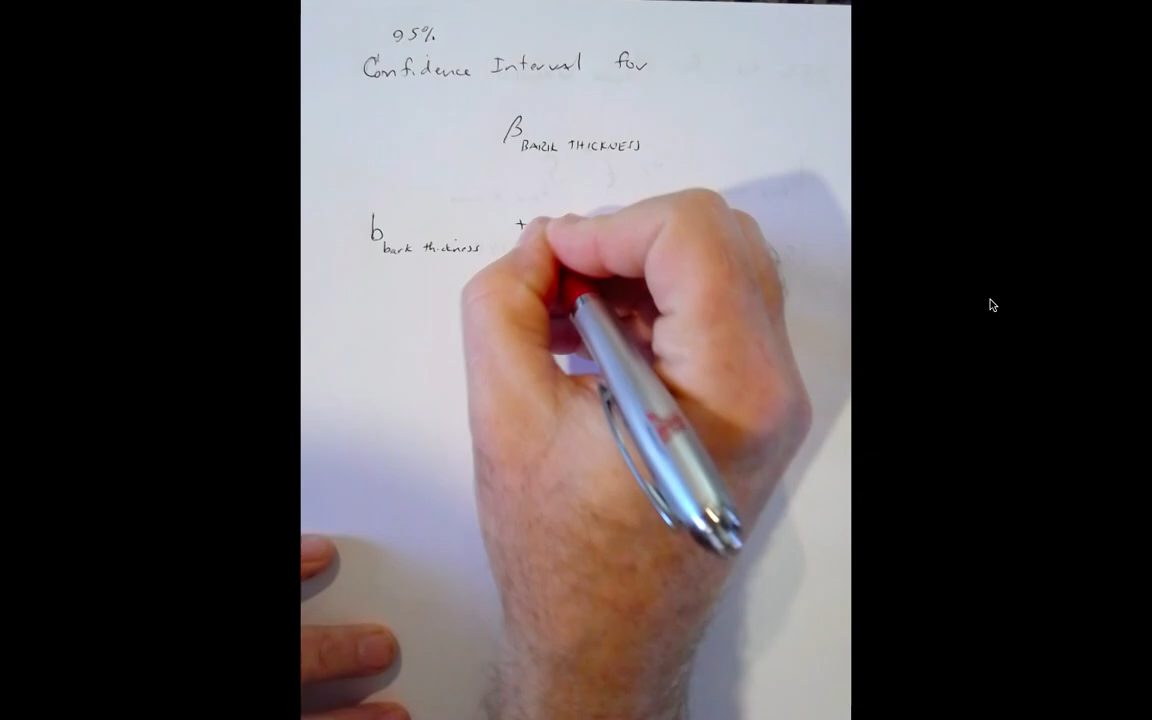 95%
Confidence Interval for
β
BARK THICKNESS
b
bark thickness
+